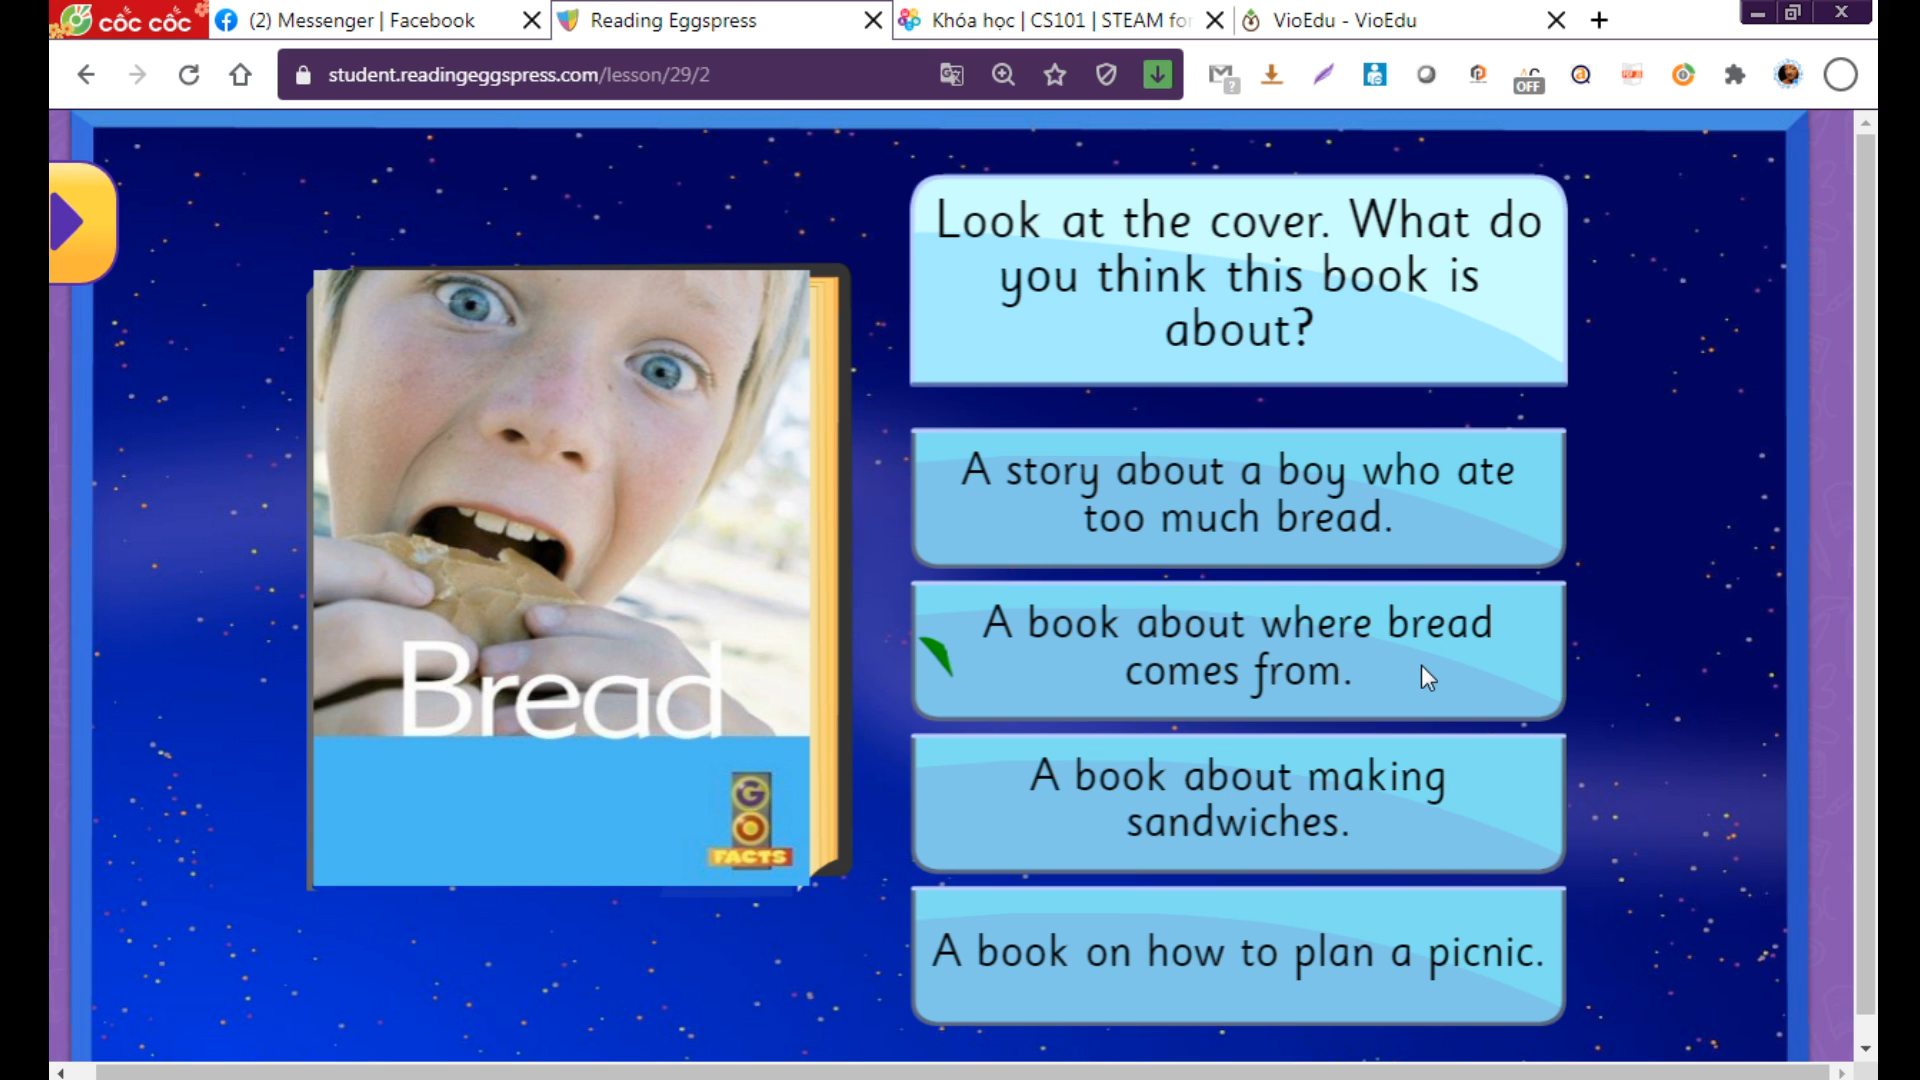 cốc cốc
(2) Messenger | Facebook
Reading Eggspress
Khóa học | CS101 | STEAM for
VioEdu - VioEdu
student.readingeggspress.com/lesson/29/2
OFF
Look at the cover. What do
you think this book is
about?
A story about a boy who ate
too much bread.
A book about where bread
comes from.
A book about making
sandwiches.
A book on how to plan a picnic.
Bread
GO
FACTS